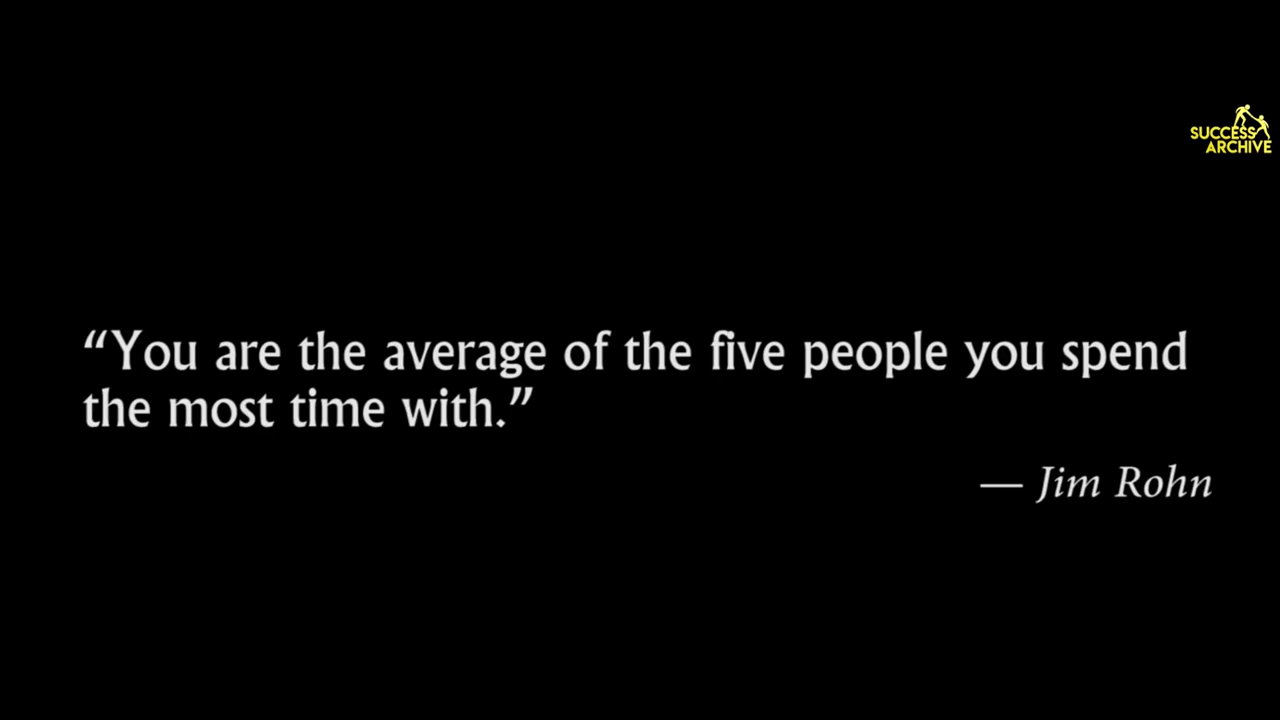 SUCCESS
ARCHIVE
“You are the average of the five people you spend
the most time with.”
— Jim Rohn